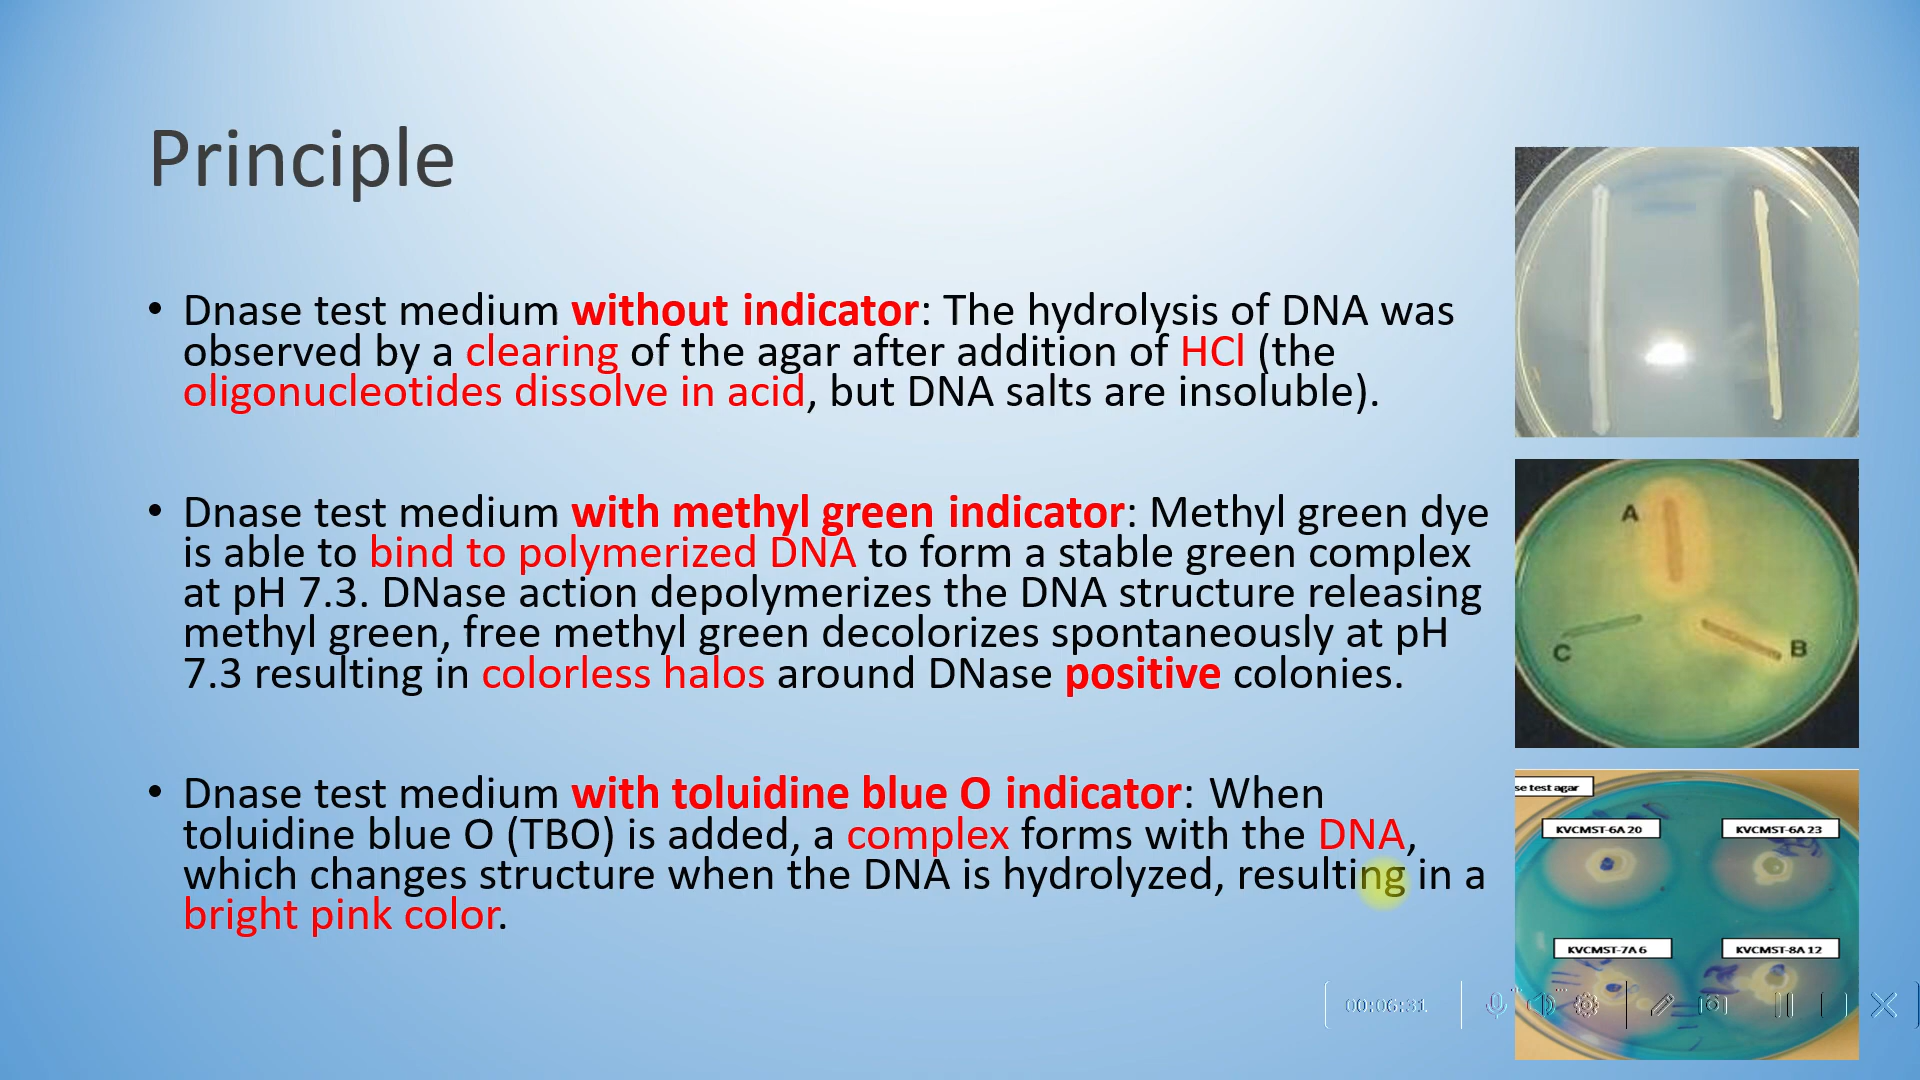 Principle
• Dnase test medium without indicator: The hydrolysis of DNA was
observed by a clearing of the agar after addition of HCl (the
oligonucleotides dissolve in acid, but DNA salts are insoluble).
• Dnase test medium with methyl green indicator: Methyl green dye
is able to bind to polymerized DNA to form a stable green complex
at pH 7.3. DNase action depolymerizes the DNA structure releasing
methyl green, free methyl green decolorizes spontaneously at pH
7.3 resulting in colorless halos around DNase positive colonies.
• Dnase test medium with toluidine blue O indicator: When
toluidine blue O (TBO) is added, a complex forms with the DNA,
which changes structure when the DNA is hydrolyzed, resulting in a
bright pink color.
A
B
C
se test agar
KVCMST-6A 20
KVCMST-6A 23
KVCMST-7A 6
KVCMST-8A 12
00:06:31